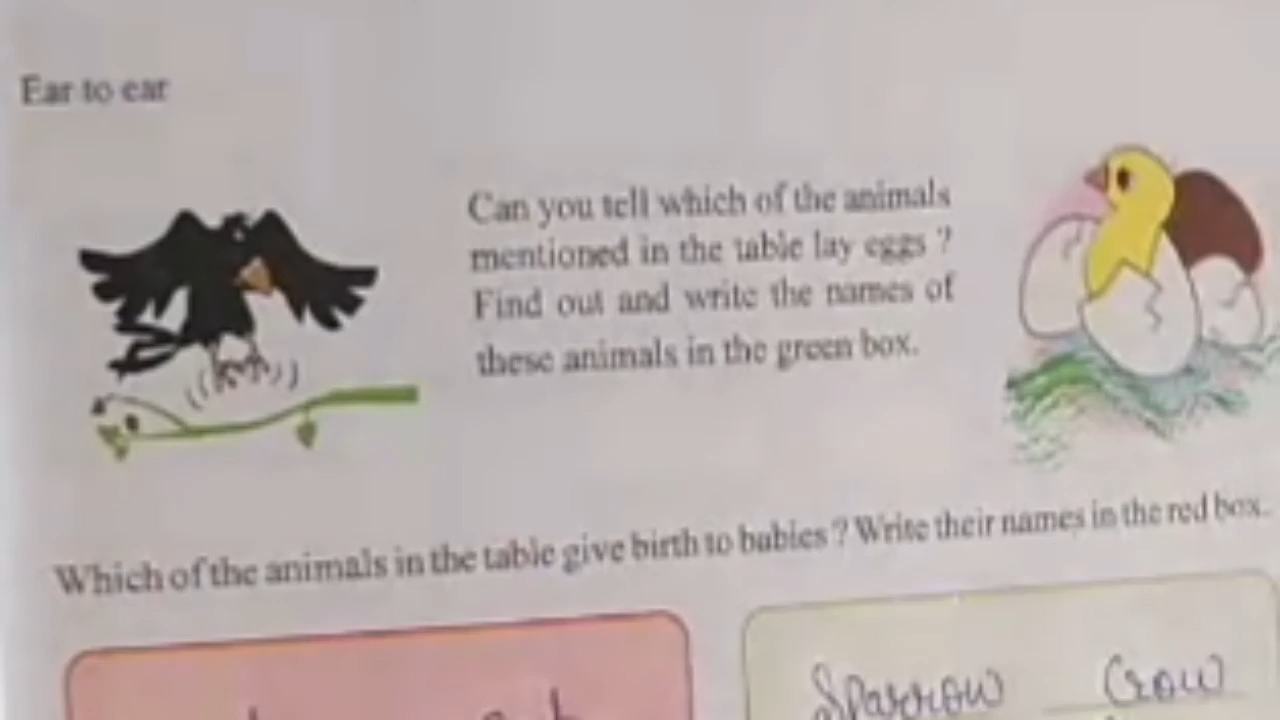 Ear to ear
Can you tell which of the animals
mentioned in the table lay eggs ?
Find out and write the names of
these animals in the green box.
Which of the animals in the table give birth to babies ? Write their names in the red box.
Sparrow Crow